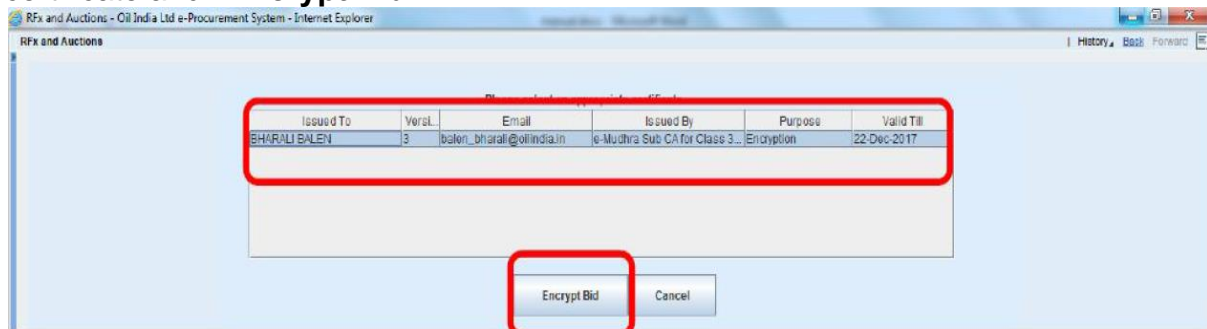 RFx and Auctions - Oil India Ltd e-Procurement System - Internet Explorer
RFx and Auctions
| History Back Forward
Issued To Versi... Email Issued By Purpose Valid Till
BHARALI BALEN 3 balen_bharali@oilindia.in e-Mudhra Sub CA for Class 3... Encryption 22-Dec-2017
Encrypt Bid Cancel